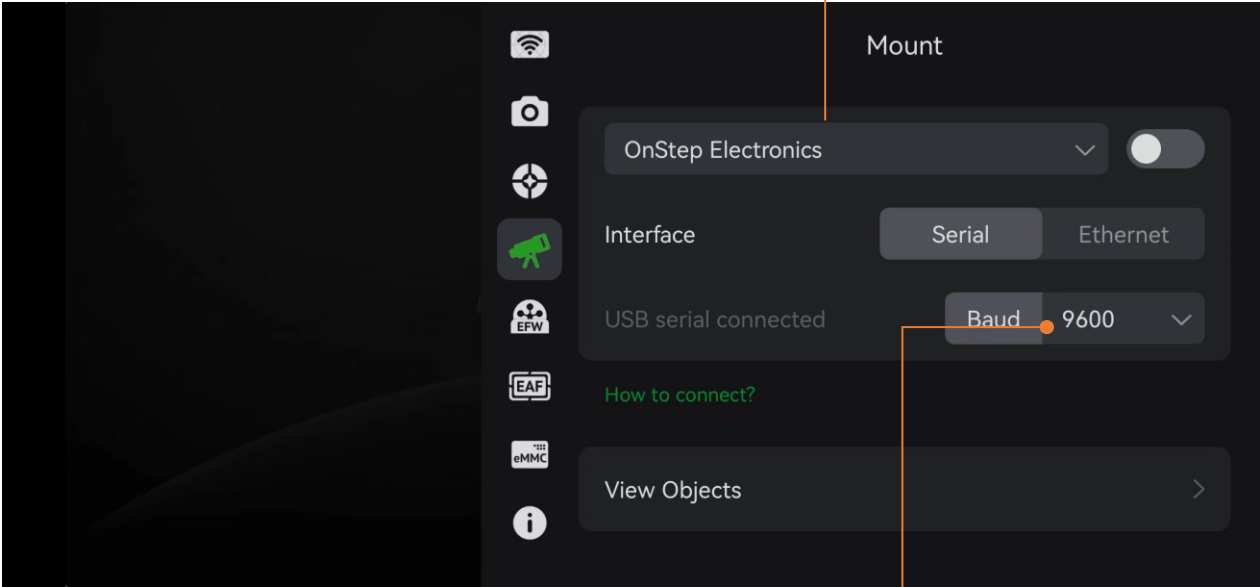 Mount
OnStep Electronics
Interface Serial Ethernet
EFW
USB serial connected Baud 9600
EAF
How to connect?
eMMC
View Objects